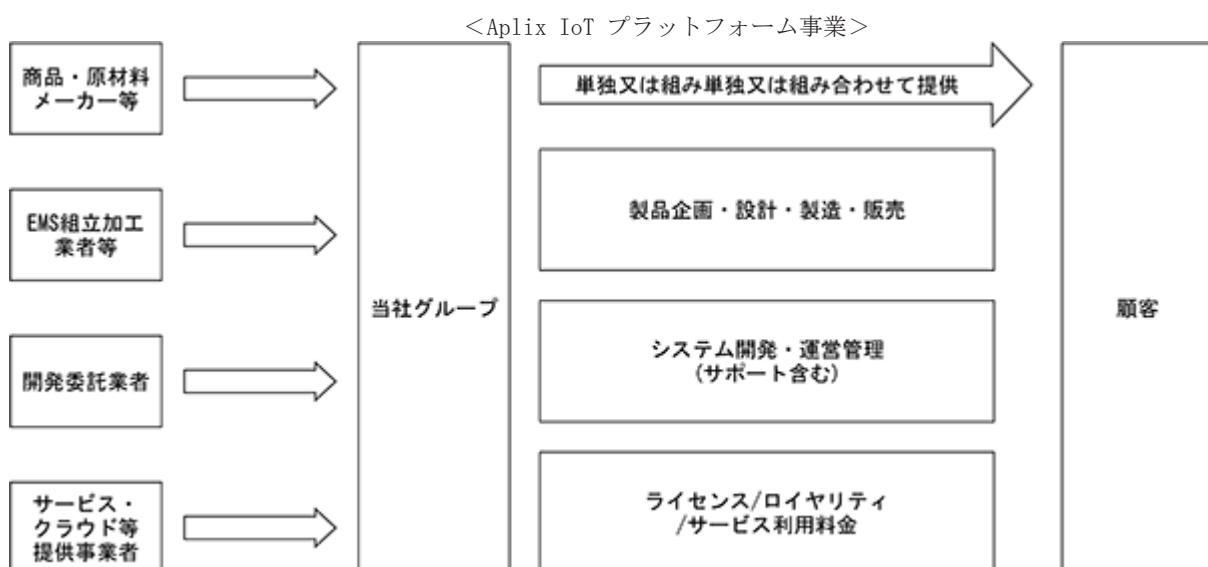 ＜Aplix IoT プラットフォーム事業＞
商品・原材料
メーカー等
単独又は組み単独又は組み合わせて提供
製品企画・設計・製造・販売
EMS組立加工
業者等
当社グループ
顧客
システム開発・運営管理
(サポート含む)
開発委託業者
ライセンス/ロイヤリティ
/サービス利用料金
サービス・
クラウド等
提供事業者